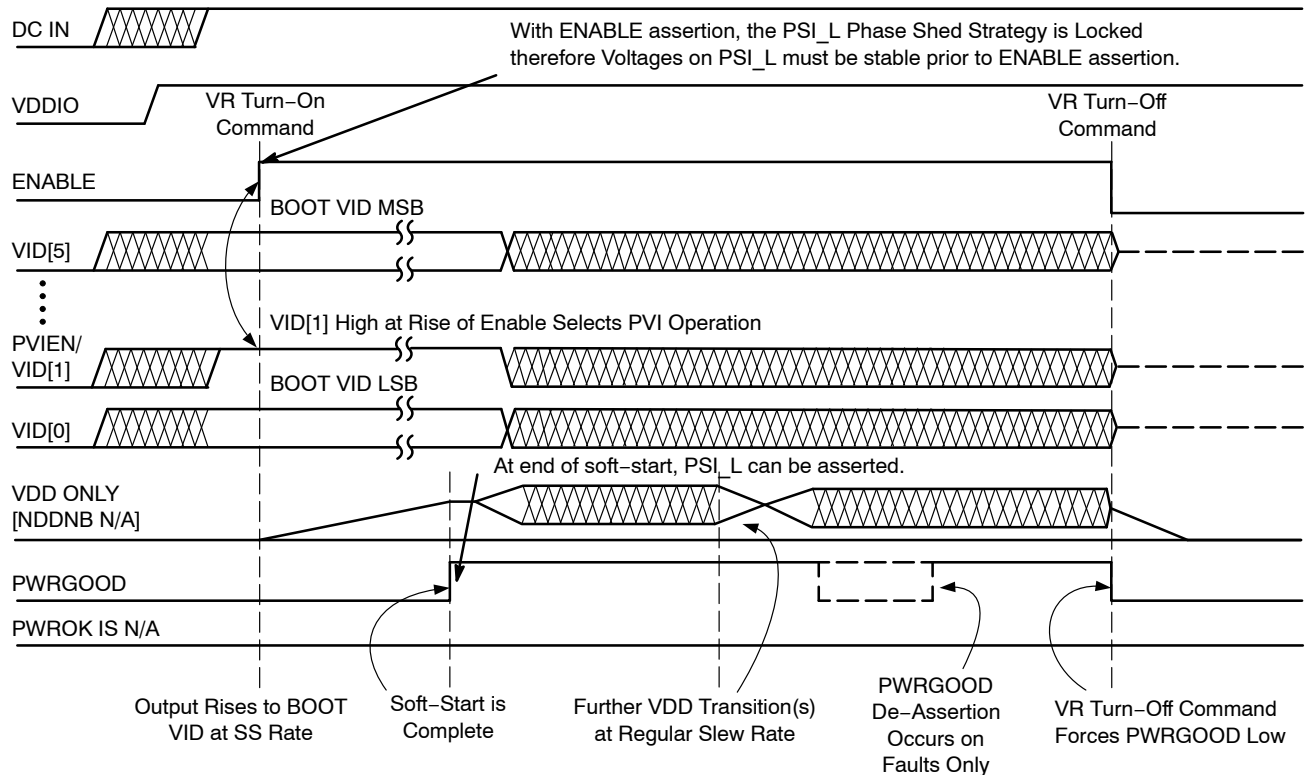 DC IN
With ENABLE assertion, the PSI_L Phase Shed Strategy is Locked
therefore Voltages on PSI_L must be stable prior to ENABLE assertion.
VDDIO
VR Turn−On
Command
VR Turn−Off
Command
ENABLE
BOOT VID MSB
VID[5]
VID[1] High at Rise of Enable Selects PVI Operation
PVIEN/
VID[1]
BOOT VID LSB
VID[0]
At end of soft−start, PSI_L can be asserted.
VDD ONLY
[NDDNB N/A]
PWRGOOD
PWROK IS N/A
Output Rises to BOOT
VID at SS Rate
Soft−Start is
Complete
Further VDD Transition(s)
at Regular Slew Rate
PWRGOOD
De−Assertion
Occurs on
Faults Only
VR Turn−Off Command
Forces PWRGOOD Low